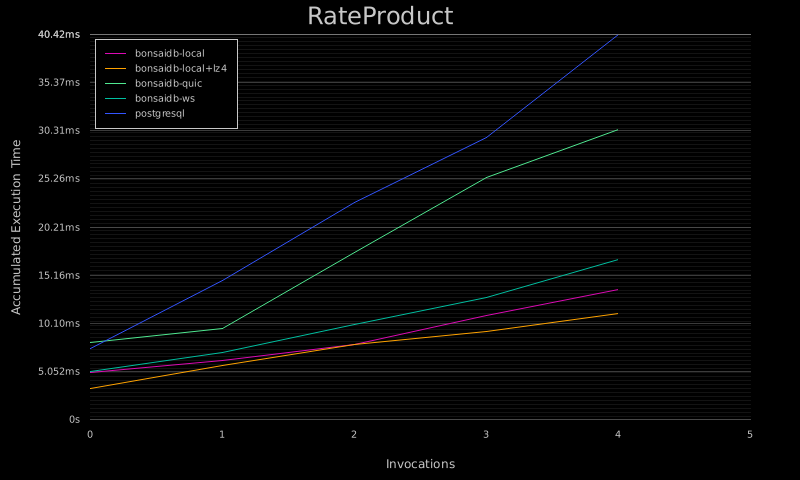 RateProduct
40.42ms
bonsaidb-local
bonsaidb-local+lz4
bonsaidb-quic
bonsaidb-ws
postgresql
35.37ms
30.31ms
25.26ms
20.21ms
15.16ms
10.10ms
5.052ms
0s
Accumulated Execution Time
0 1 2 3 4 5
Invocations